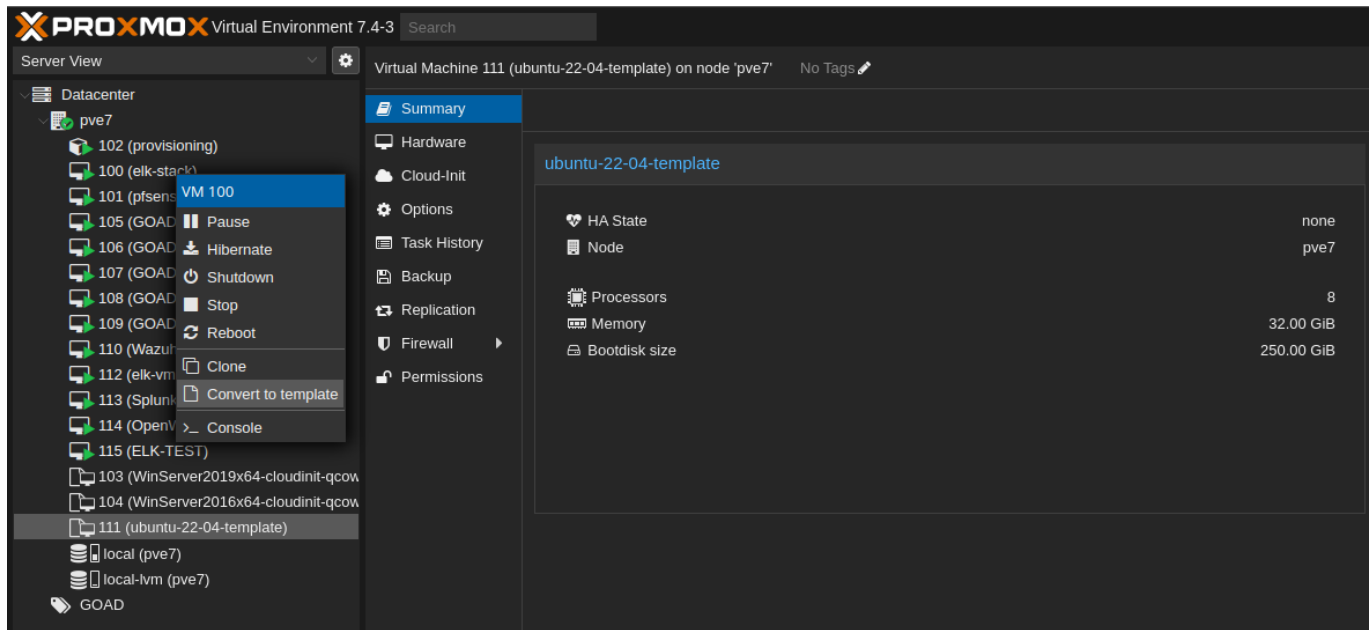 PROXMOX Virtual Environment 7.4-3 Search
Server View
Datacenter
pve7
102 (provisioning)
100 (elk-stack)
101 (pfsens
105 (GOAD
106 (GOAD
107 (GOAD
108 (GOAD
109 (GOAD
110 (Wazuh
112 (elk-vm
113 (Splunk
114 (OpenV
115 (ELK-TEST)
103 (WinServer2019x64-cloudinit-qcow
104 (WinServer2016x64-cloudinit-qcow
111 (ubuntu-22-04-template)
local (pve7)
local-lvm (pve7)
GOAD
VM 100
Pause
Hibernate
Shutdown
Stop
Reboot
Clone
Convert to template
Console
Virtual Machine 111 (ubuntu-22-04-template) on node 'pve7' No Tags
Summary
Hardware
Cloud-Init
Options
Task History
Backup
Replication
Firewall
Permissions
ubuntu-22-04-template
HA State none
Node pve7
Processors 8
Memory 32.00 GiB
Bootdisk size 250.00 GiB